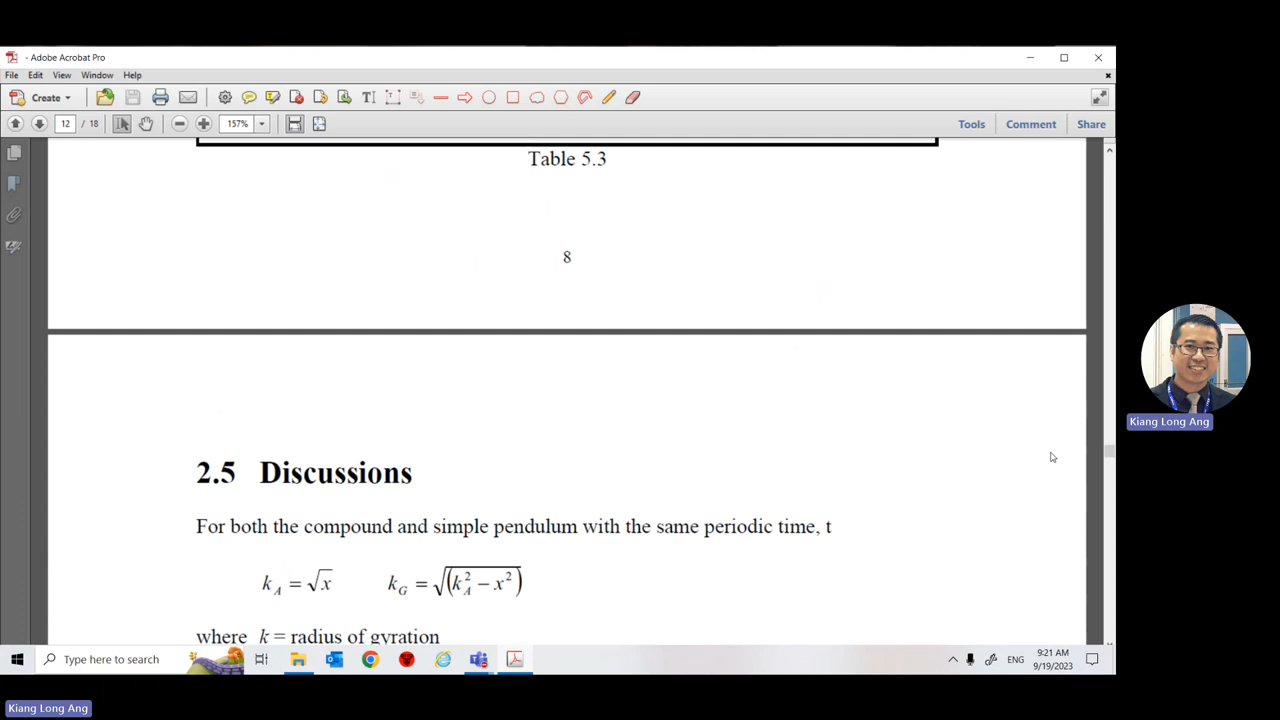 - Adobe Acrobat Pro
File Edit View Window Help
Create
12 / 18 157% Tools Comment Share
Table 5.3
8
2.5 Discussions
For both the compound and simple pendulum with the same periodic time, t
k_A = √x k_G = √(k_A² − x²)
where k = radius of gyration
Kiang Long Ang
Type here to search
ENG
9:21 AM
9/19/2023
Kiang Long Ang